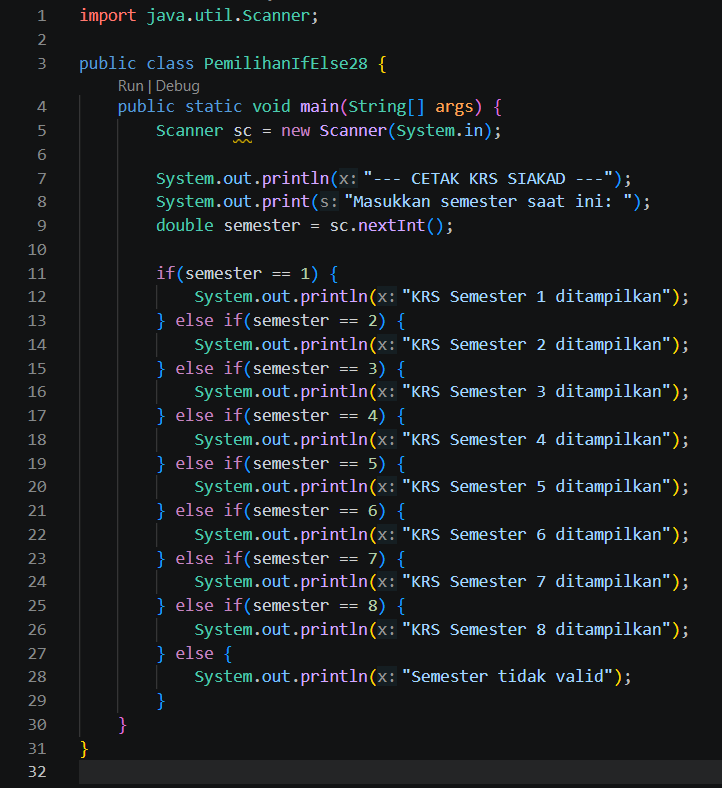 1 import java.util.Scanner;
2
3 public class PemilihanIfElse28 {
Run | Debug
4 public static void main(String[] args) {
5 Scanner sc = new Scanner(System.in);
6
7 System.out.println(x: "--- CETAK KRS SIAKAD ---");
8 System.out.print(s: "Masukkan semester saat ini: ");
9 double semester = sc.nextInt();
10
11 if(semester == 1) {
12 System.out.println(x: "KRS Semester 1 ditampilkan");
13 } else if(semester == 2) {
14 System.out.println(x: "KRS Semester 2 ditampilkan");
15 } else if(semester == 3) {
16 System.out.println(x: "KRS Semester 3 ditampilkan");
17 } else if(semester == 4) {
18 System.out.println(x: "KRS Semester 4 ditampilkan");
19 } else if(semester == 5) {
20 System.out.println(x: "KRS Semester 5 ditampilkan");
21 } else if(semester == 6) {
22 System.out.println(x: "KRS Semester 6 ditampilkan");
23 } else if(semester == 7) {
24 System.out.println(x: "KRS Semester 7 ditampilkan");
25 } else if(semester == 8) {
26 System.out.println(x: "KRS Semester 8 ditampilkan");
27 } else {
28 System.out.println(x: "Semester tidak valid");
29 }
30 }
31 }
32